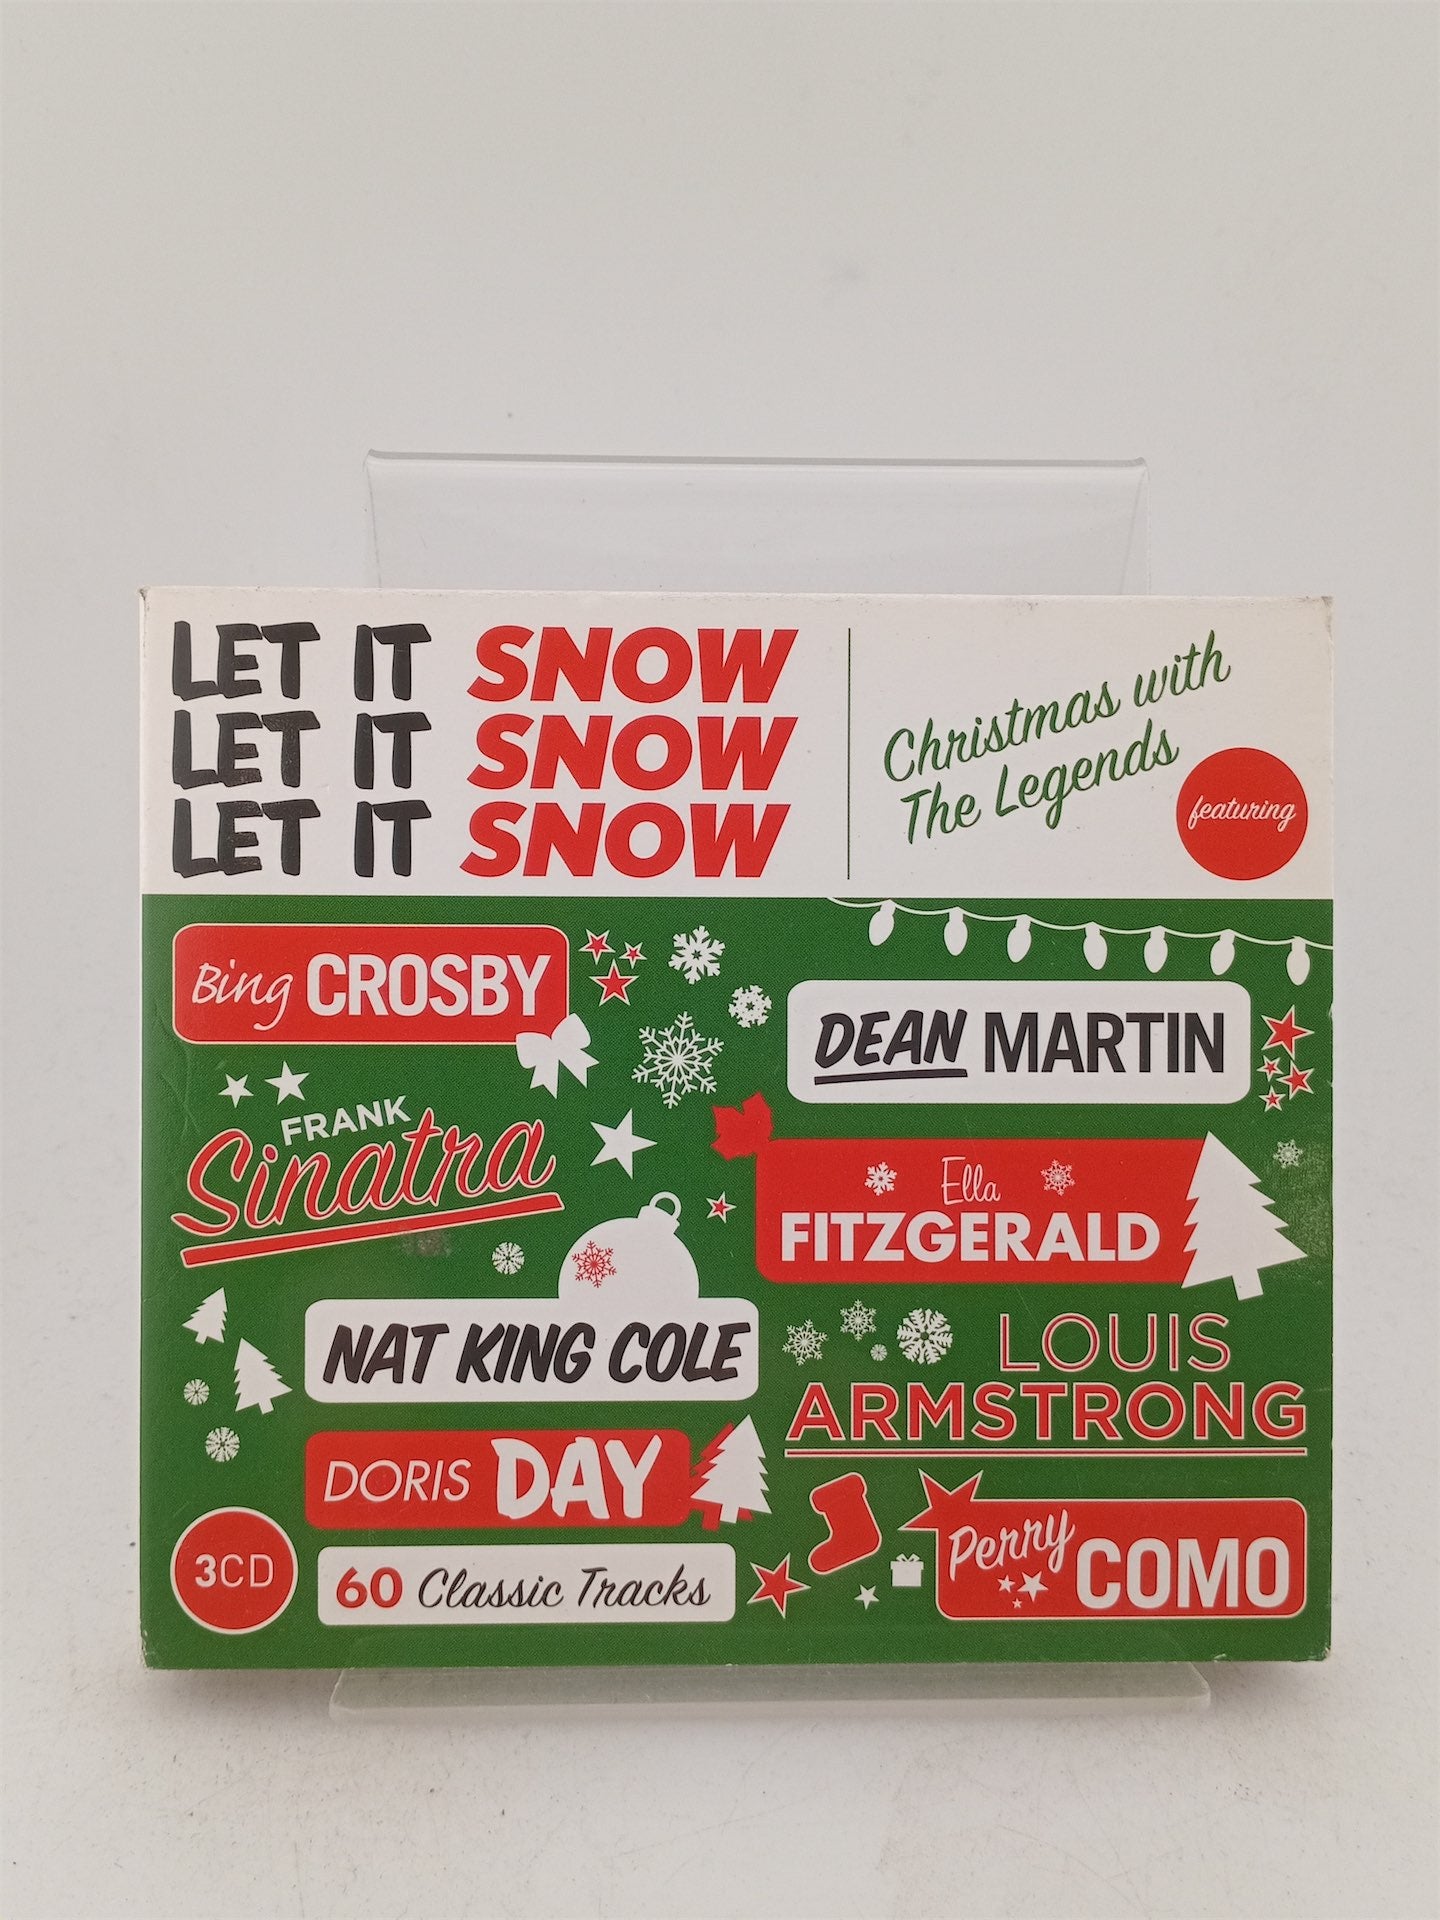 LET IT SNOW
LET IT SNOW
LET IT SNOW
Christmas with
The Legends
featuring
Bing CROSBY
DEAN MARTIN
FRANK
Sinatra
Ella
FITZGERALD
NAT KING COLE
LOUIS
ARMSTRONG
DORIS DAY
Perry
COMO
3CD
60 Classic Tracks